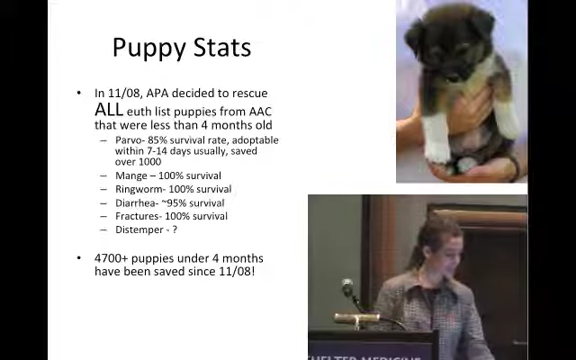 Puppy Stats
• In 11/08, APA decided to rescue
ALL euth list puppies from AAC
that were less than 4 months old
– Parvo- 85% survival rate, adoptable
within 7-14 days usually, saved
over 1000
– Mange – 100% survival
– Ringworm- 100% survival
– Diarrhea- ~95% survival
– Fractures- 100% survival
– Distemper - ?
• 4700+ puppies under 4 months
have been saved since 11/08!
SHELTER MEDICINE